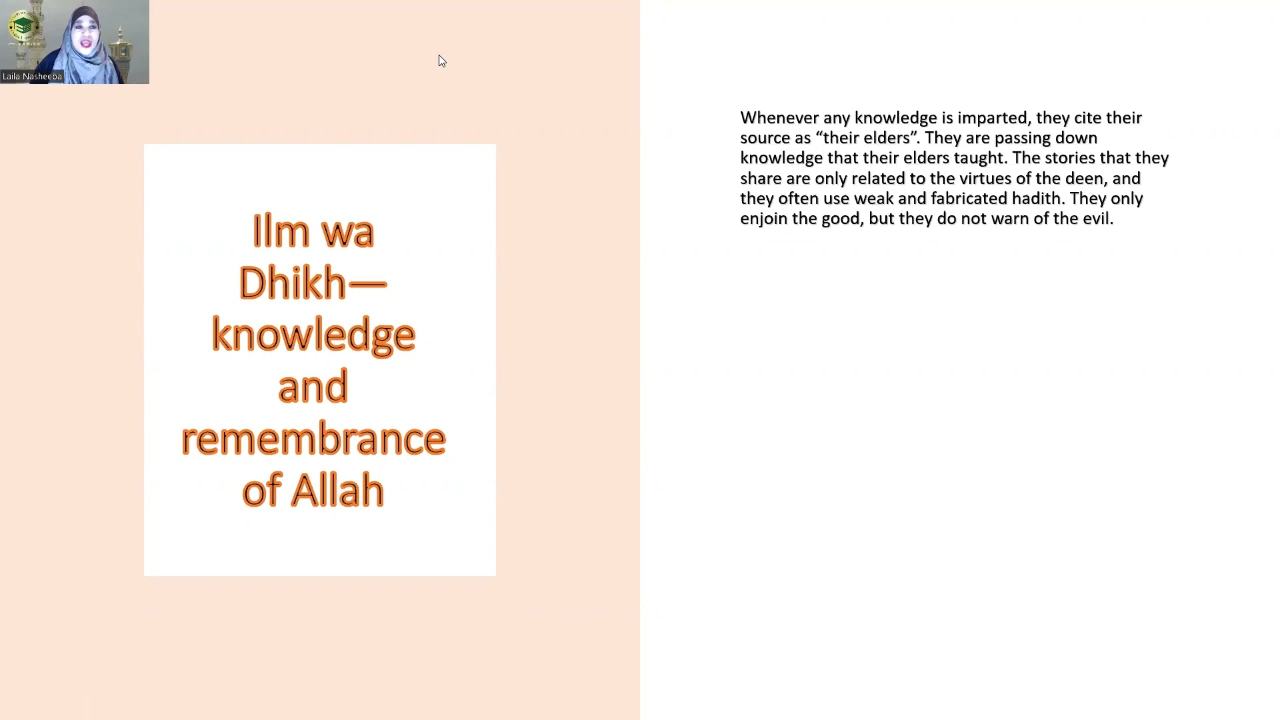 Laila Nasheeba
Ilm wa
Dhikh—
knowledge
and
remembrance
of Allah
Whenever any knowledge is imparted, they cite their
source as “their elders”. They are passing down
knowledge that their elders taught. The stories that they
share are only related to the virtues of the deen, and
they often use weak and fabricated hadith. They only
enjoin the good, but they do not warn of the evil.